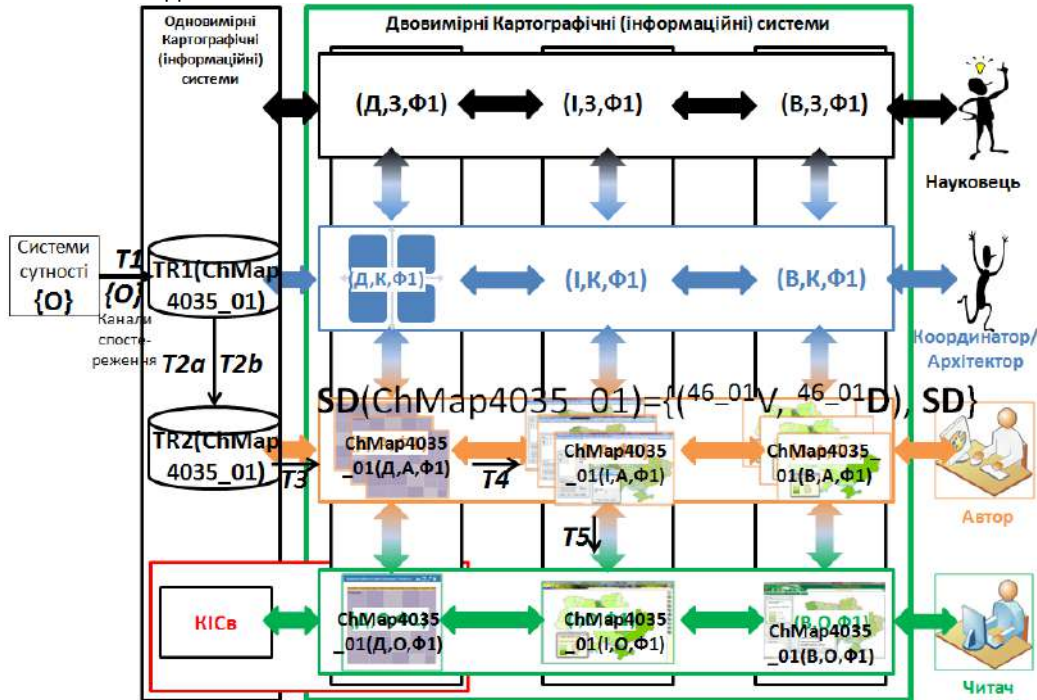 Одновимірні
Картографічні
(інформаційні)
системи
Двовимірні Картографічні (інформаційні) системи
(Д,З,Ф1)
(І,З,Ф1)
(В,З,Ф1)
Науковець
Системи
сутності
{O}
T1
{O}
Канали
спосте-
реження
TR1(ChMap
4035_01)
(Д,К,Ф1)
(І,К,Ф1)
(В,К,Ф1)
Координатор/
Архітектор
T2a
T2b
SD(ChMap4035_01)={(46_01V, 46_01D), SD}
TR2(ChMap
4035_01)
T3
ChMap4035
_01(Д,А,Ф1)
T4
ChMap4035
_01(І,А,Ф1)
ChMap4035_
_01(В,А,Ф1)
Автор
T5
КІСв
ChMap4035
_01(Д,О,Ф1)
ChMap4035
_01(І,О,Ф1)
(В,О,Ф1)
ChMap4035
_01(В,О,Ф1)
Читач